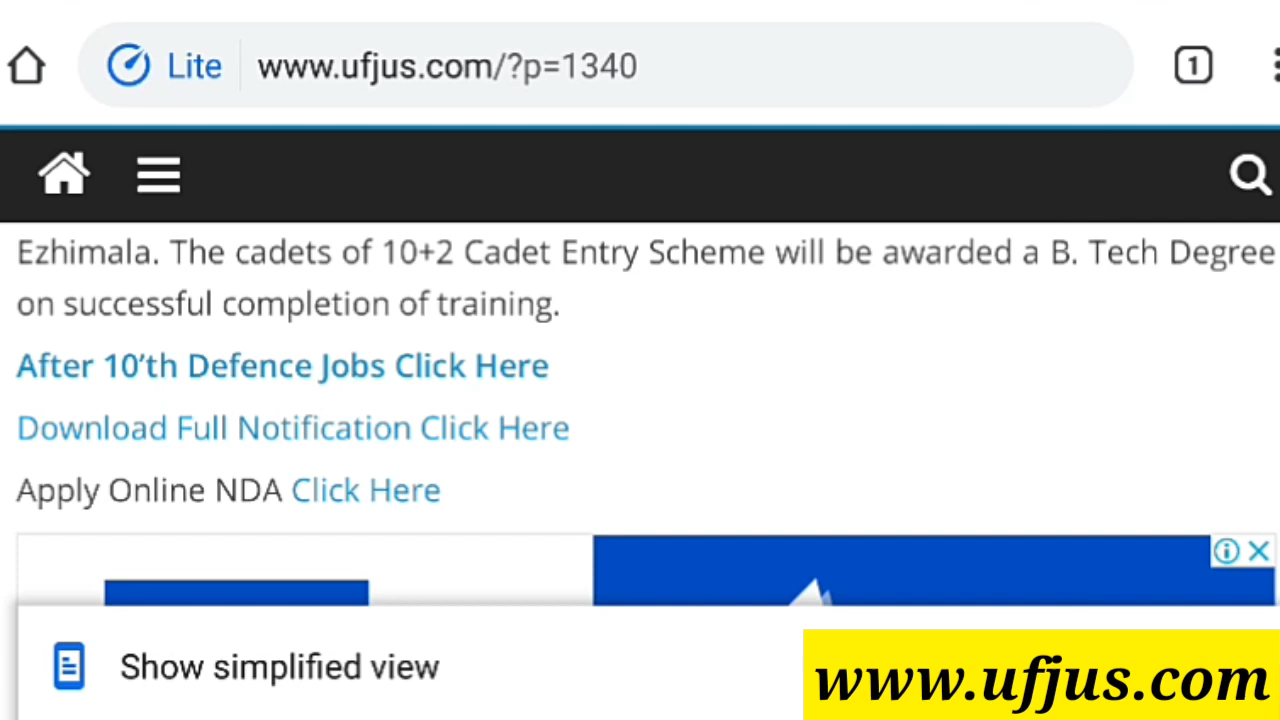 Lite www.ufjus.com/?p=1340 1
Ezhimala. The cadets of 10+2 Cadet Entry Scheme will be awarded a B. Tech Degree
on successful completion of training.
After 10’th Defence Jobs Click Here
Download Full Notification Click Here
Apply Online NDA Click Here
Show simplified view
www.ufjus.com